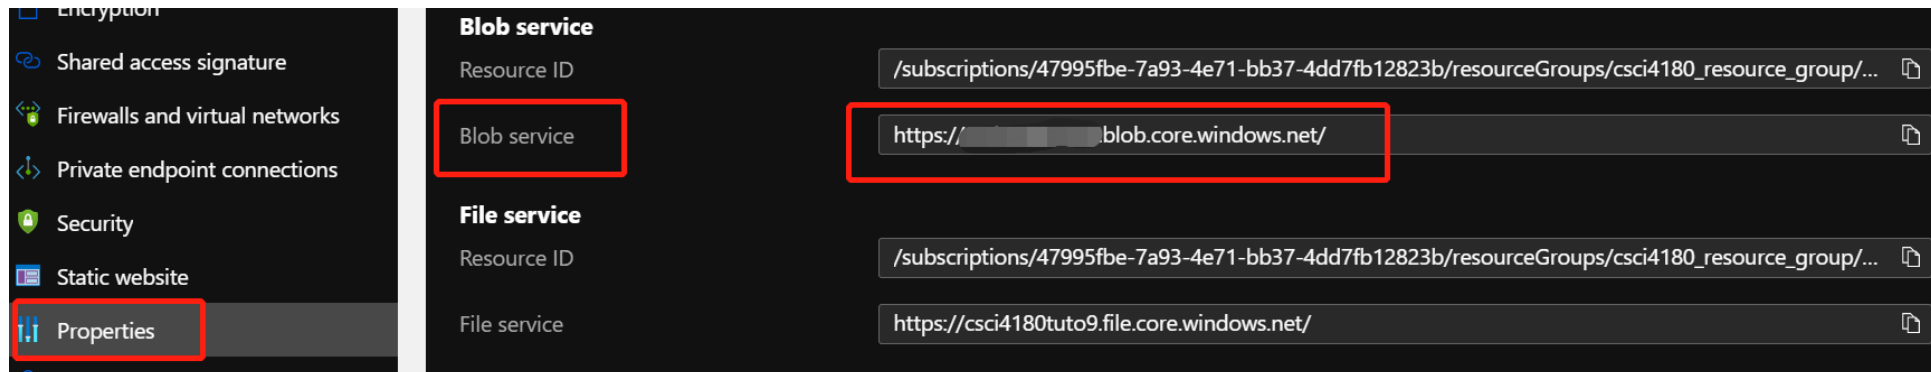 Encryption
Shared access signature
Firewalls and virtual networks
Private endpoint connections
Security
Static website
Properties
Blob service
Resource ID
/subscriptions/47995fbe-7a93-4e71-bb37-4dd7fb12823b/resourceGroups/csci4180_resource_group/...
Blob service
https:// .blob.core.windows.net/
File service
Resource ID
/subscriptions/47995fbe-7a93-4e71-bb37-4dd7fb12823b/resourceGroups/csci4180_resource_group/...
File service
https://csci4180tuto9.file.core.windows.net/